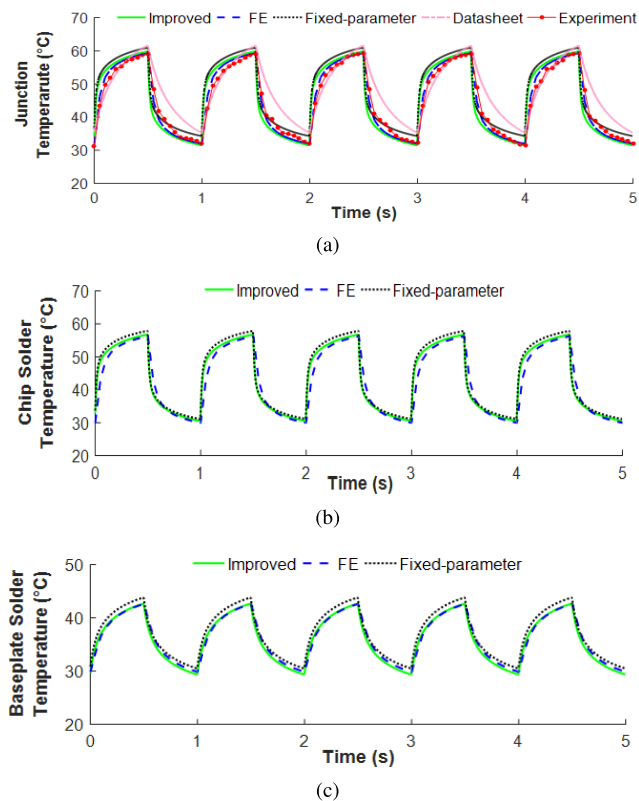 Improved FE Fixed-parameter Datasheet Experiment
Junction
Temperarute (°C)
70
60
50
40
30
20
0 1 2 3 4 5
Time (s)
(a)
Improved FE Fixed-parameter
Chip Solder
Temperature (°C)
70
60
50
40
30
20
0 1 2 3 4 5
Time (s)
(b)
Improved FE Fixed-parameter
Baseplate Solder
Temperature (°C)
50
40
30
20
0 1 2 3 4 5
Time (s)
(c)